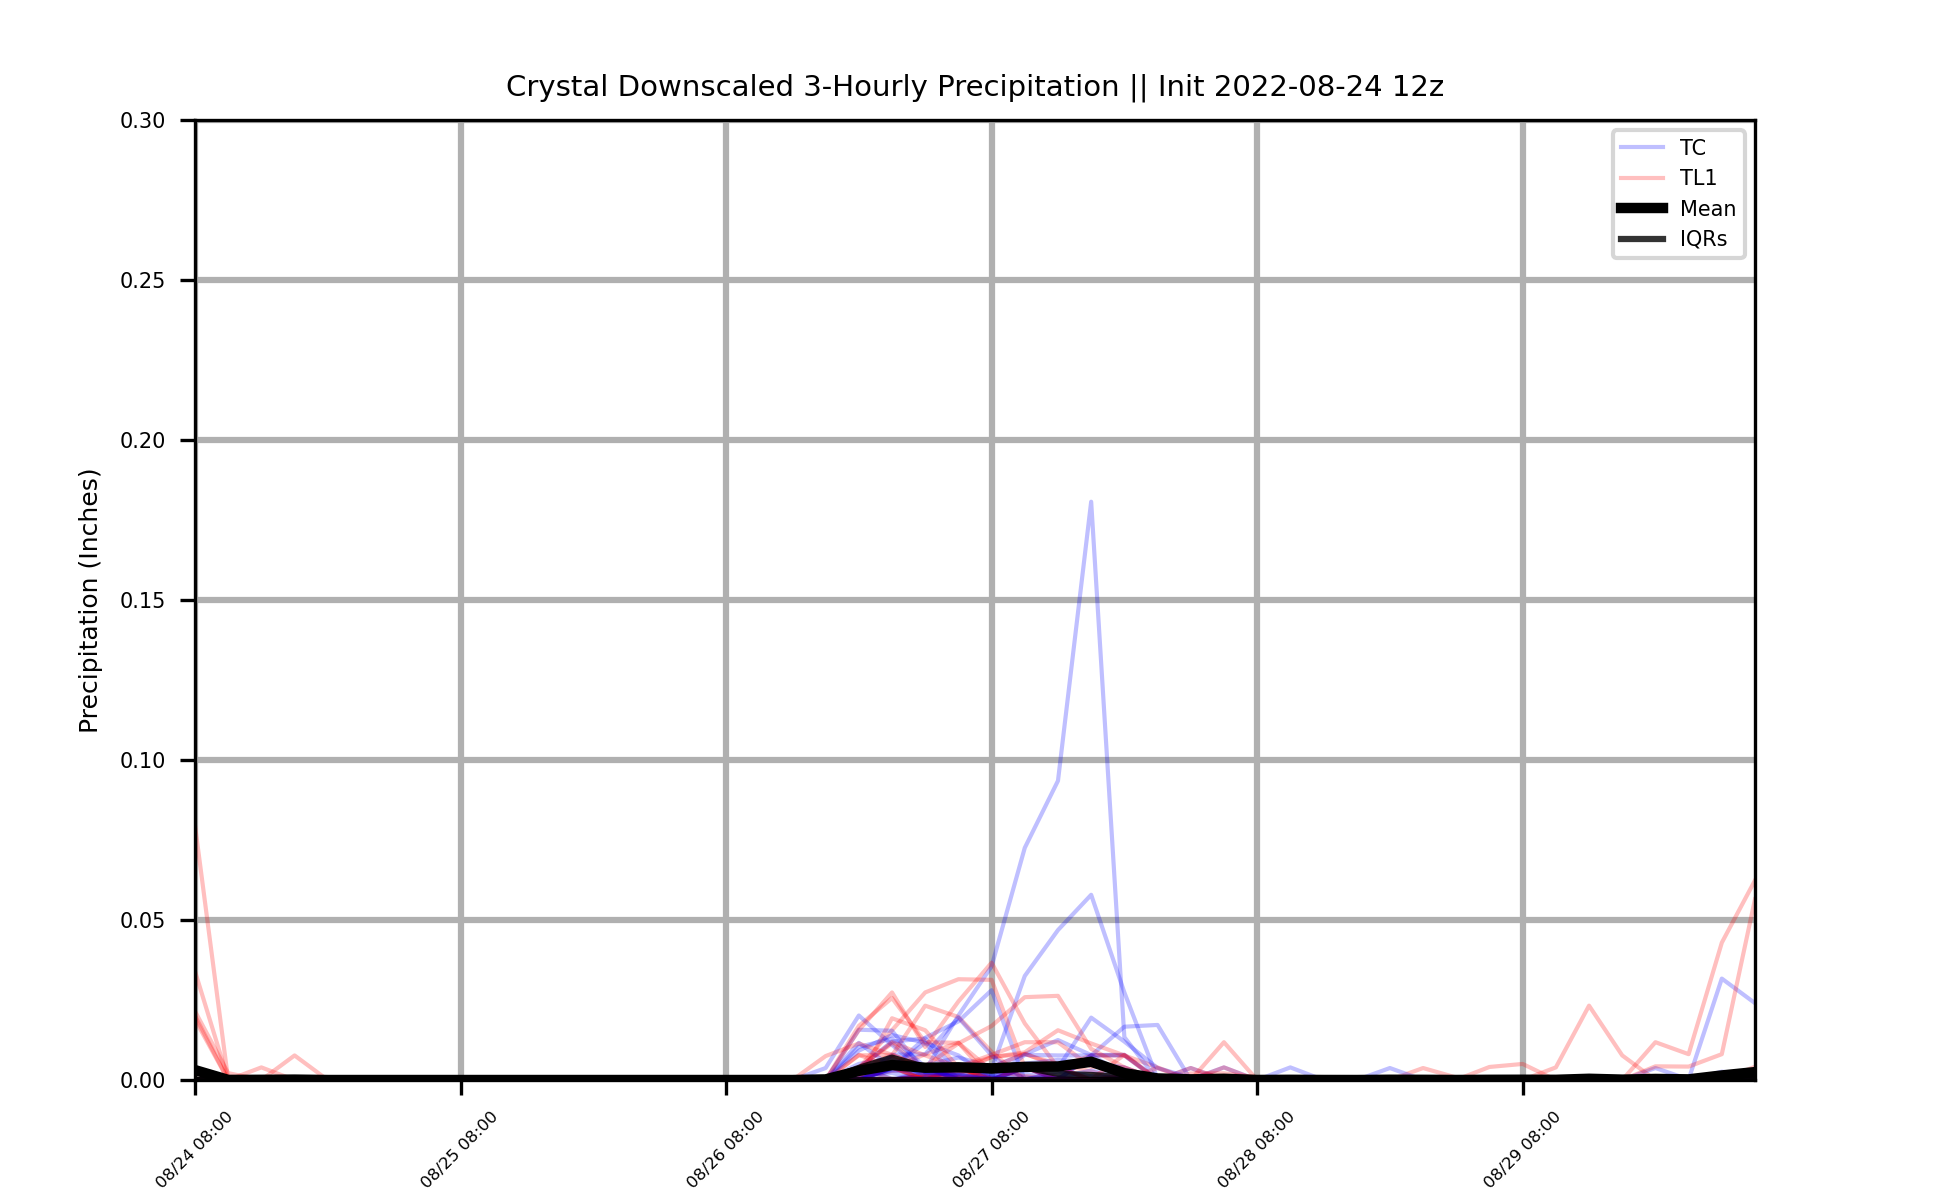 Crystal Downscaled 3-Hourly Precipitation || Init 2022-08-24 12z
TC
TL1
Mean
IQRs
Precipitation (Inches)
0.30
0.25
0.20
0.15
0.10
0.05
0.00
08/24 08:00
08/25 08:00
08/26 08:00
08/27 08:00
08/28 08:00
08/29 08:00